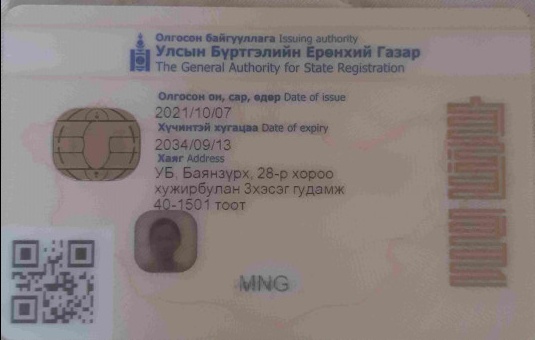 Олгосон байгууллага Issuing authority
Улсын Бүртгэлийн Ерөнхий Газар
The General Authority for State Registration
Олгосон он, сар, өдөр Date of issue
2021/10/07
Хүчинтэй хугацаа Date of expiry
2034/09/13
Хаяг Address
УБ, Баянзүрх, 28-р хороо
хужирбулан 3хэсэг гудамж
40-1501 тоот
MNG